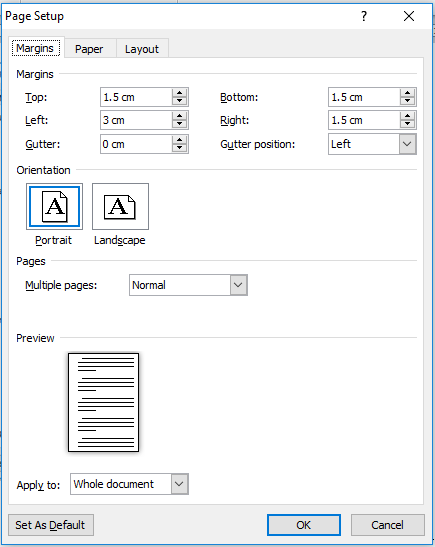 Page Setup ? ×
Margins Paper Layout
Margins
Top: 1.5 cm Bottom: 1.5 cm
Left: 3 cm Right: 1.5 cm
Gutter: 0 cm Gutter position: Left
Orientation
A A
Portrait Landscape
Pages
Multiple pages: Normal
Preview
Apply to: Whole document
Set As Default OK Cancel